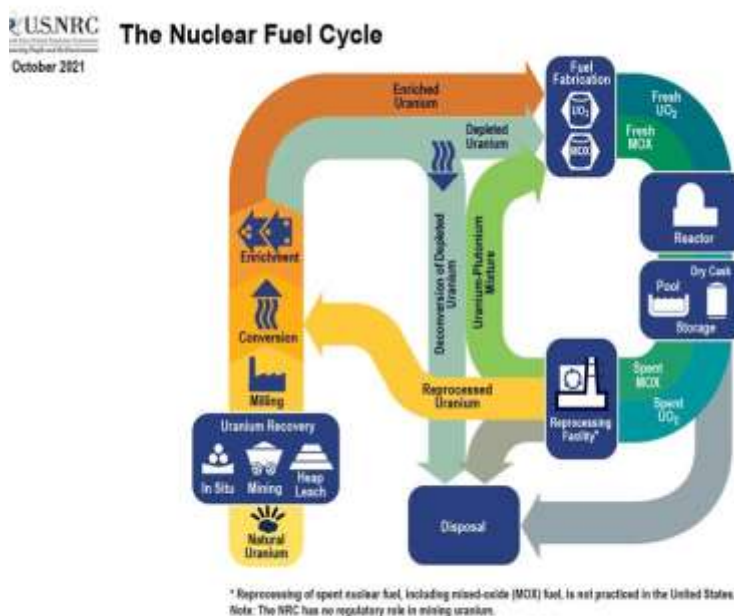 U.S.NRC
October 2021
The Nuclear Fuel Cycle
Enriched
Uranium
Depleted
Uranium
Fuel
Fabrication
UO₂
MOX
Fresh
UO₂
Fresh
MOX
Reactor
Dry Cask
Pool
Storage
Enrichment
Conversion
Milling
Deconversion of Depleted
Uranium
Uranium-Plutonium
Mixture
Reprocessed
Uranium
Reprocessing
Facility*
Spent
MOX
Spent
UO₂
Uranium Recovery
In Situ
Mining
Heap
Leach
Natural
Uranium
Disposal
* Reprocessing of spent nuclear fuel, including mixed-oxide (MOX) fuel, is not practiced in the United States.
Note: The NRC has no regulatory role in mining uranium.